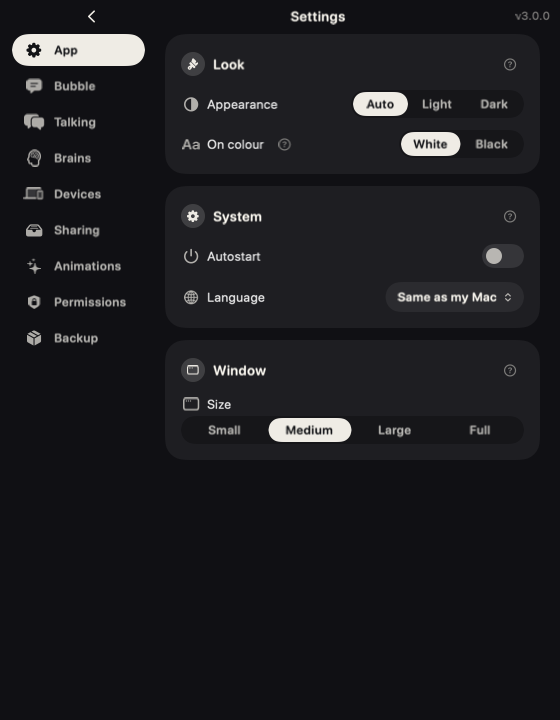 Settings
v3.0.0
App
Bubble
Talking
Brains
Devices
Sharing
Animations
Permissions
Backup
Look
?
Appearance
Auto Light Dark
Aa On colour ?
White Black
System
?
Autostart
Language
Same as my Mac
Window
?
Size
Small Medium Large Full